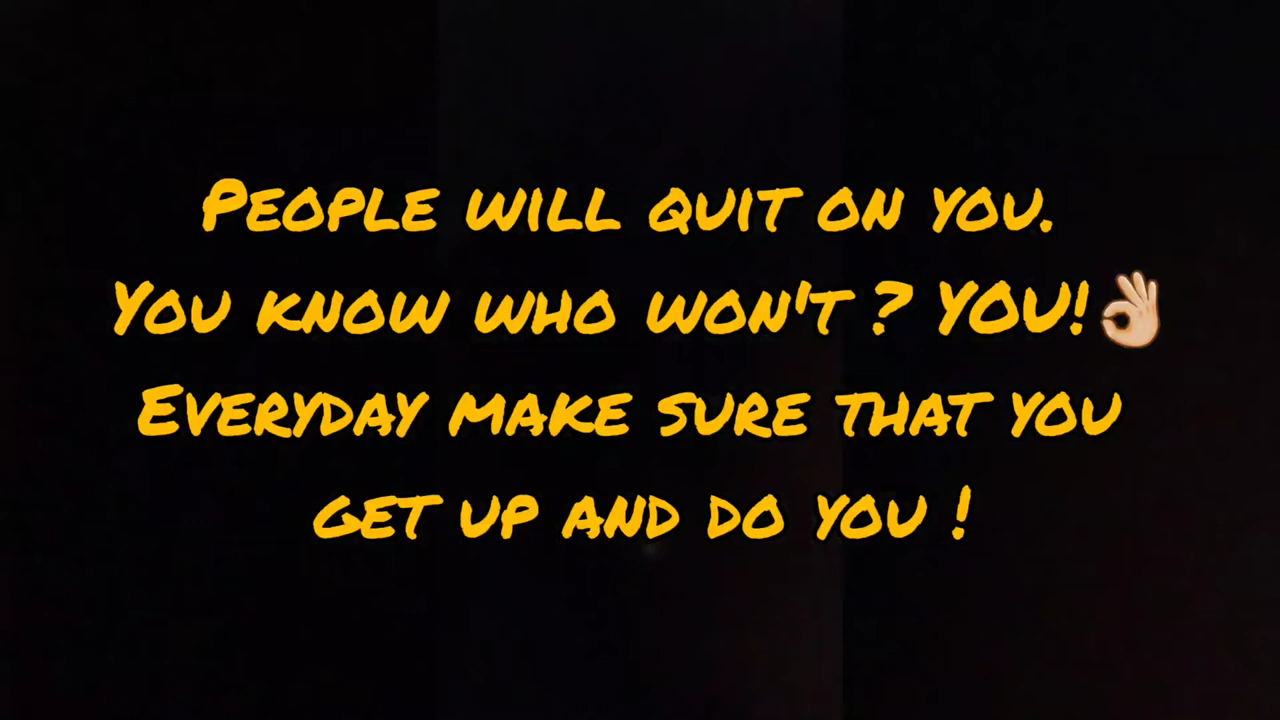 People will quit on you.
You know who won't ? YOU!👌🏼
Everyday make sure that you
get up and do you !